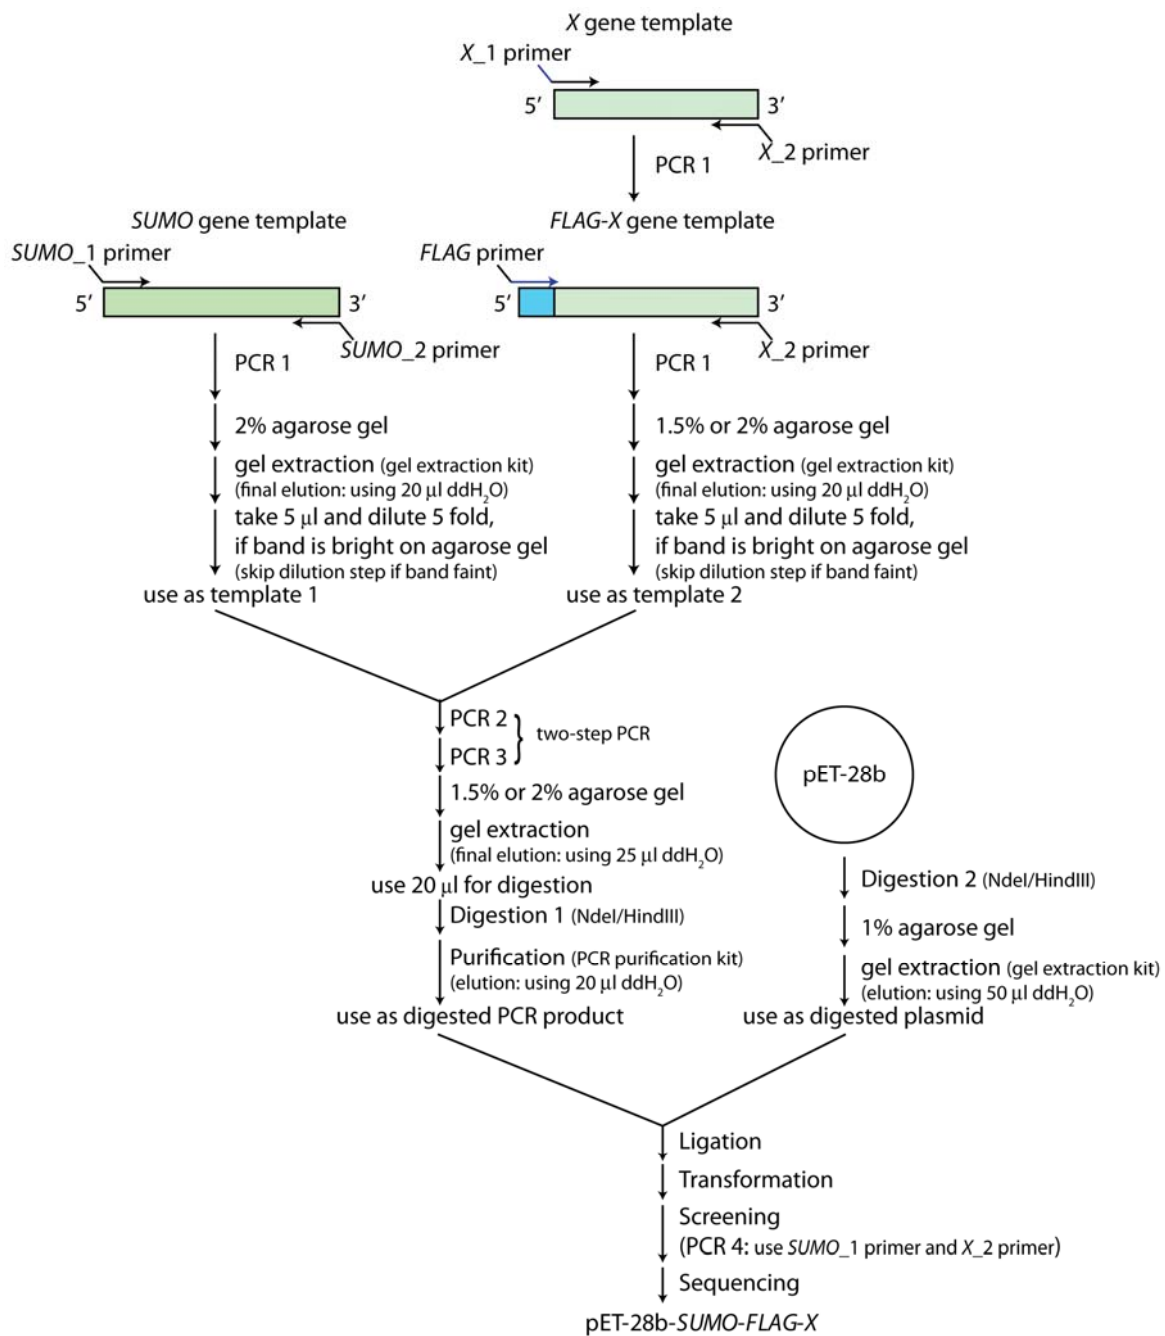 X gene template
X_1 primer
5′ 3′
X_2 primer
PCR 1
SUMO gene template
SUMO_1 primer
5′ 3′
SUMO_2 primer
PCR 1
2% agarose gel
gel extraction (gel extraction kit)
(final elution: using 20 μl ddH₂O)
take 5 μl and dilute 5 fold,
if band is bright on agarose gel
(skip dilution step if band faint)
use as template 1
FLAG-X gene template
FLAG primer
5′ 3′
X_2 primer
PCR 1
1.5% or 2% agarose gel
gel extraction (gel extraction kit)
(final elution: using 20 μl ddH₂O)
take 5 μl and dilute 5 fold,
if band is bright on agarose gel
(skip dilution step if band faint)
use as template 2
PCR 2
PCR 3
} two-step PCR
1.5% or 2% agarose gel
gel extraction
(final elution: using 25 μl ddH₂O)
use 20 μl for digestion
Digestion 1 (NdeI/HindIII)
Purification (PCR purification kit)
(elution: using 20 μl ddH₂O)
use as digested PCR product
pET-28b
Digestion 2 (NdeI/HindIII)
1% agarose gel
gel extraction (gel extraction kit)
(elution: using 50 μl ddH₂O)
use as digested plasmid
Ligation
Transformation
Screening
(PCR 4: use SUMO_1 primer and X_2 primer)
Sequencing
pET-28b-SUMO-FLAG-X